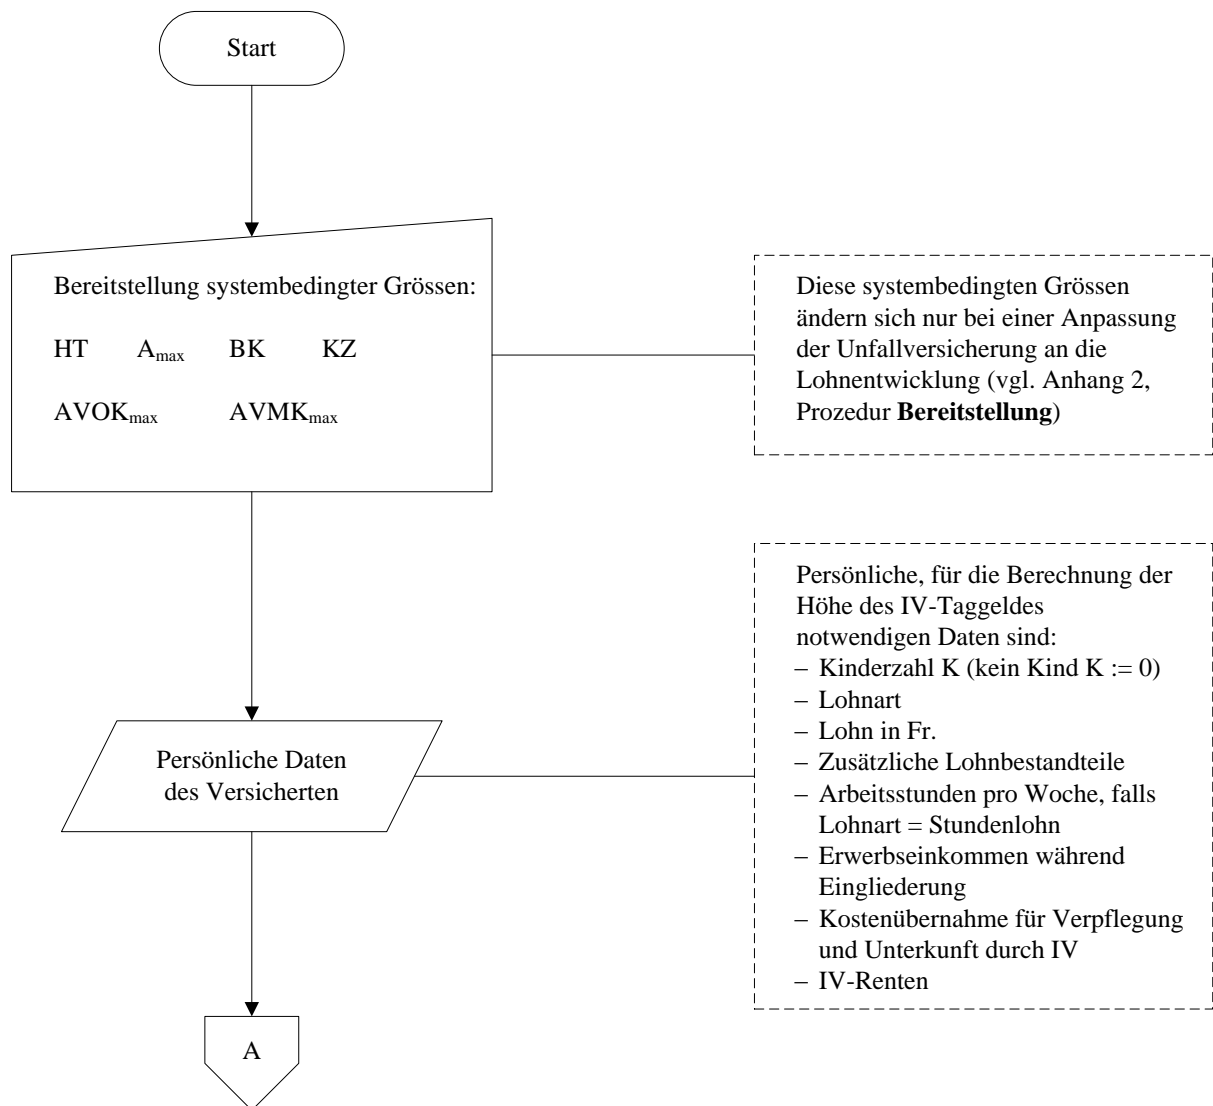 Start
Bereitstellung systembedingter Grössen:
HT A_max BK KZ
AVOK_max AVMK_max
Diese systembedingten Grössen
ändern sich nur bei einer Anpassung
der Unfallversicherung an die
Lohnentwicklung (vgl. Anhang 2,
Prozedur Bereitstellung)
Persönliche Daten
des Versicherten
Persönliche, für die Berechnung der
Höhe des IV-Taggeldes
notwendigen Daten sind:
– Kinderzahl K (kein Kind K := 0)
– Lohnart
– Lohn in Fr.
– Zusätzliche Lohnbestandteile
– Arbeitsstunden pro Woche, falls
Lohnart = Stundenlohn
– Erwerbseinkommen während
Eingliederung
– Kostenübernahme für Verpflegung
und Unterkunft durch IV
– IV-Renten
A